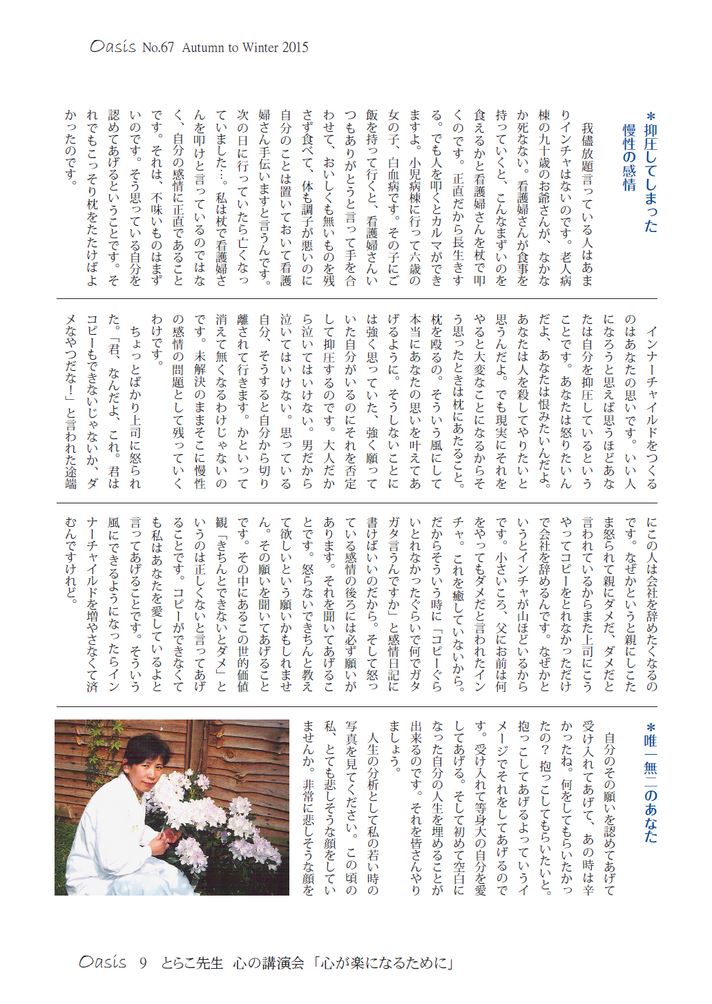 Oasis No.67 Autumn to Winter 2015
＊抑圧してしまった
慢性の感情
我儘放題言っている人はあま
りインチャはないのです。老人病
棟の九十歳のお爺さんが、なかな
か死なない。看護婦さんが食事を
持っていくと、こんなまずいのを
食えるかと看護婦さんを杖で叩
くのです。正直だから長生きす
る。でも人を叩くとカルマができ
ますよ。小児病棟に行って六歳の
女の子、白血病です。その子にご
飯を持って行くと、看護婦さんい
つもありがとうと言って手を合
わせて、おいしくも無いものを残
さず食べて、体も調子が悪いのに
自分のことは置いておいて看護
婦さん手伝いますと言うんです。
次の日に行っていたら亡くなっ
ていました…。私は杖で看護婦さ
んを叩けと言っているのではな
く、自分の感情に正直であること
です。それは、不味いものはまず
いのです。そう思っている自分を
認めてあげるということです。そ
れでもこっそり枕をたたけばよ
かったのです。
インナーチャイルドをつくる
のはあなたの思いです。いい人
になろうと思えば思うほどあな
たは自分を抑圧しているという
ことです。あなたは怒りたいん
だよ、あなたは恨みたいんだよ。
あなたは人を殺してやりたいと
思うんだよ。でも現実にそれを
やると大変なことになるからそ
う思ったときは枕にあたること。
枕を殴るの。そういう風にして
本当にあなたの思いを叶えてあ
げるように。そうしないことに
は強く思っていた、強く願って
いた自分がいるのにそれを否定
して抑圧するのです。大人だか
ら泣いてはいけない。男だから
泣いてはいけない。思っている
自分、そうすると自分から切り
離されて行きます。かといって
消えて無くなるわけじゃないの
です。未解決のままそこに慢性
の感情の問題として残っていく
わけです。
ちょっとばかり上司に怒られ
た。「君、なんだよ、これ。君は
コピーもできないじゃないか、ダ
メなやつだな！」と言われた途端
にこの人は会社を辞めたくなるの
です。なぜかというと親にしこた
ま怒られて親にダメだ、ダメだと
言われているからまた上司にこう
やってコピーをとれなかっただけ
で会社を辞めるんです。なぜかと
いうとインチャが山ほどいるから
です。小さいころ、父にお前は何
をやってもダメだと言われたイン
チャ。これを癒していないから。
だからそういう時に「コピーぐら
いとれなかったぐらいで何でガタ
ガタ言うんですか」と感情日記に
書けばいいのだから。そして怒っ
ている感情の後ろには必ず願いが
あります。それを聞いてあげるこ
とです。怒らないできちんと教え
て欲しいという願いかもしれませ
ん。その願いを聞いてあげること
です。その中にあるこの世的価値
観「きちんとできないとダメ」と
いうのは正しくないと言ってあげ
ることです。コピーができなくて
も私はあなたを愛しているよと
言ってあげることです。そういう
風にできるようになったらイン
ナーチャイルドを増やさなくて済
むんですけれど。
＊唯一無二のあなた
自分のその願いを認めてあげて
受け入れてあげて、あの時は辛
かったね。何をしてもらいたかっ
たの？抱っこしてもらいたいと。
抱っこしてあげるよっていうイ
メージでそれをしてあげるので
す。受け入れて等身大の自分を愛
してあげる。そして初めて空白に
なった自分の人生を埋めることが
出来るのです。それを皆さんやり
ましょう。
人生の分析として私の若い時の
写真を見てください。この頃の
私、とても悲しそうな顔をしてい
ませんか。非常に悲しそうな顔を
Oasis 9 とらこ先生 心の講演会「心が楽になるために」